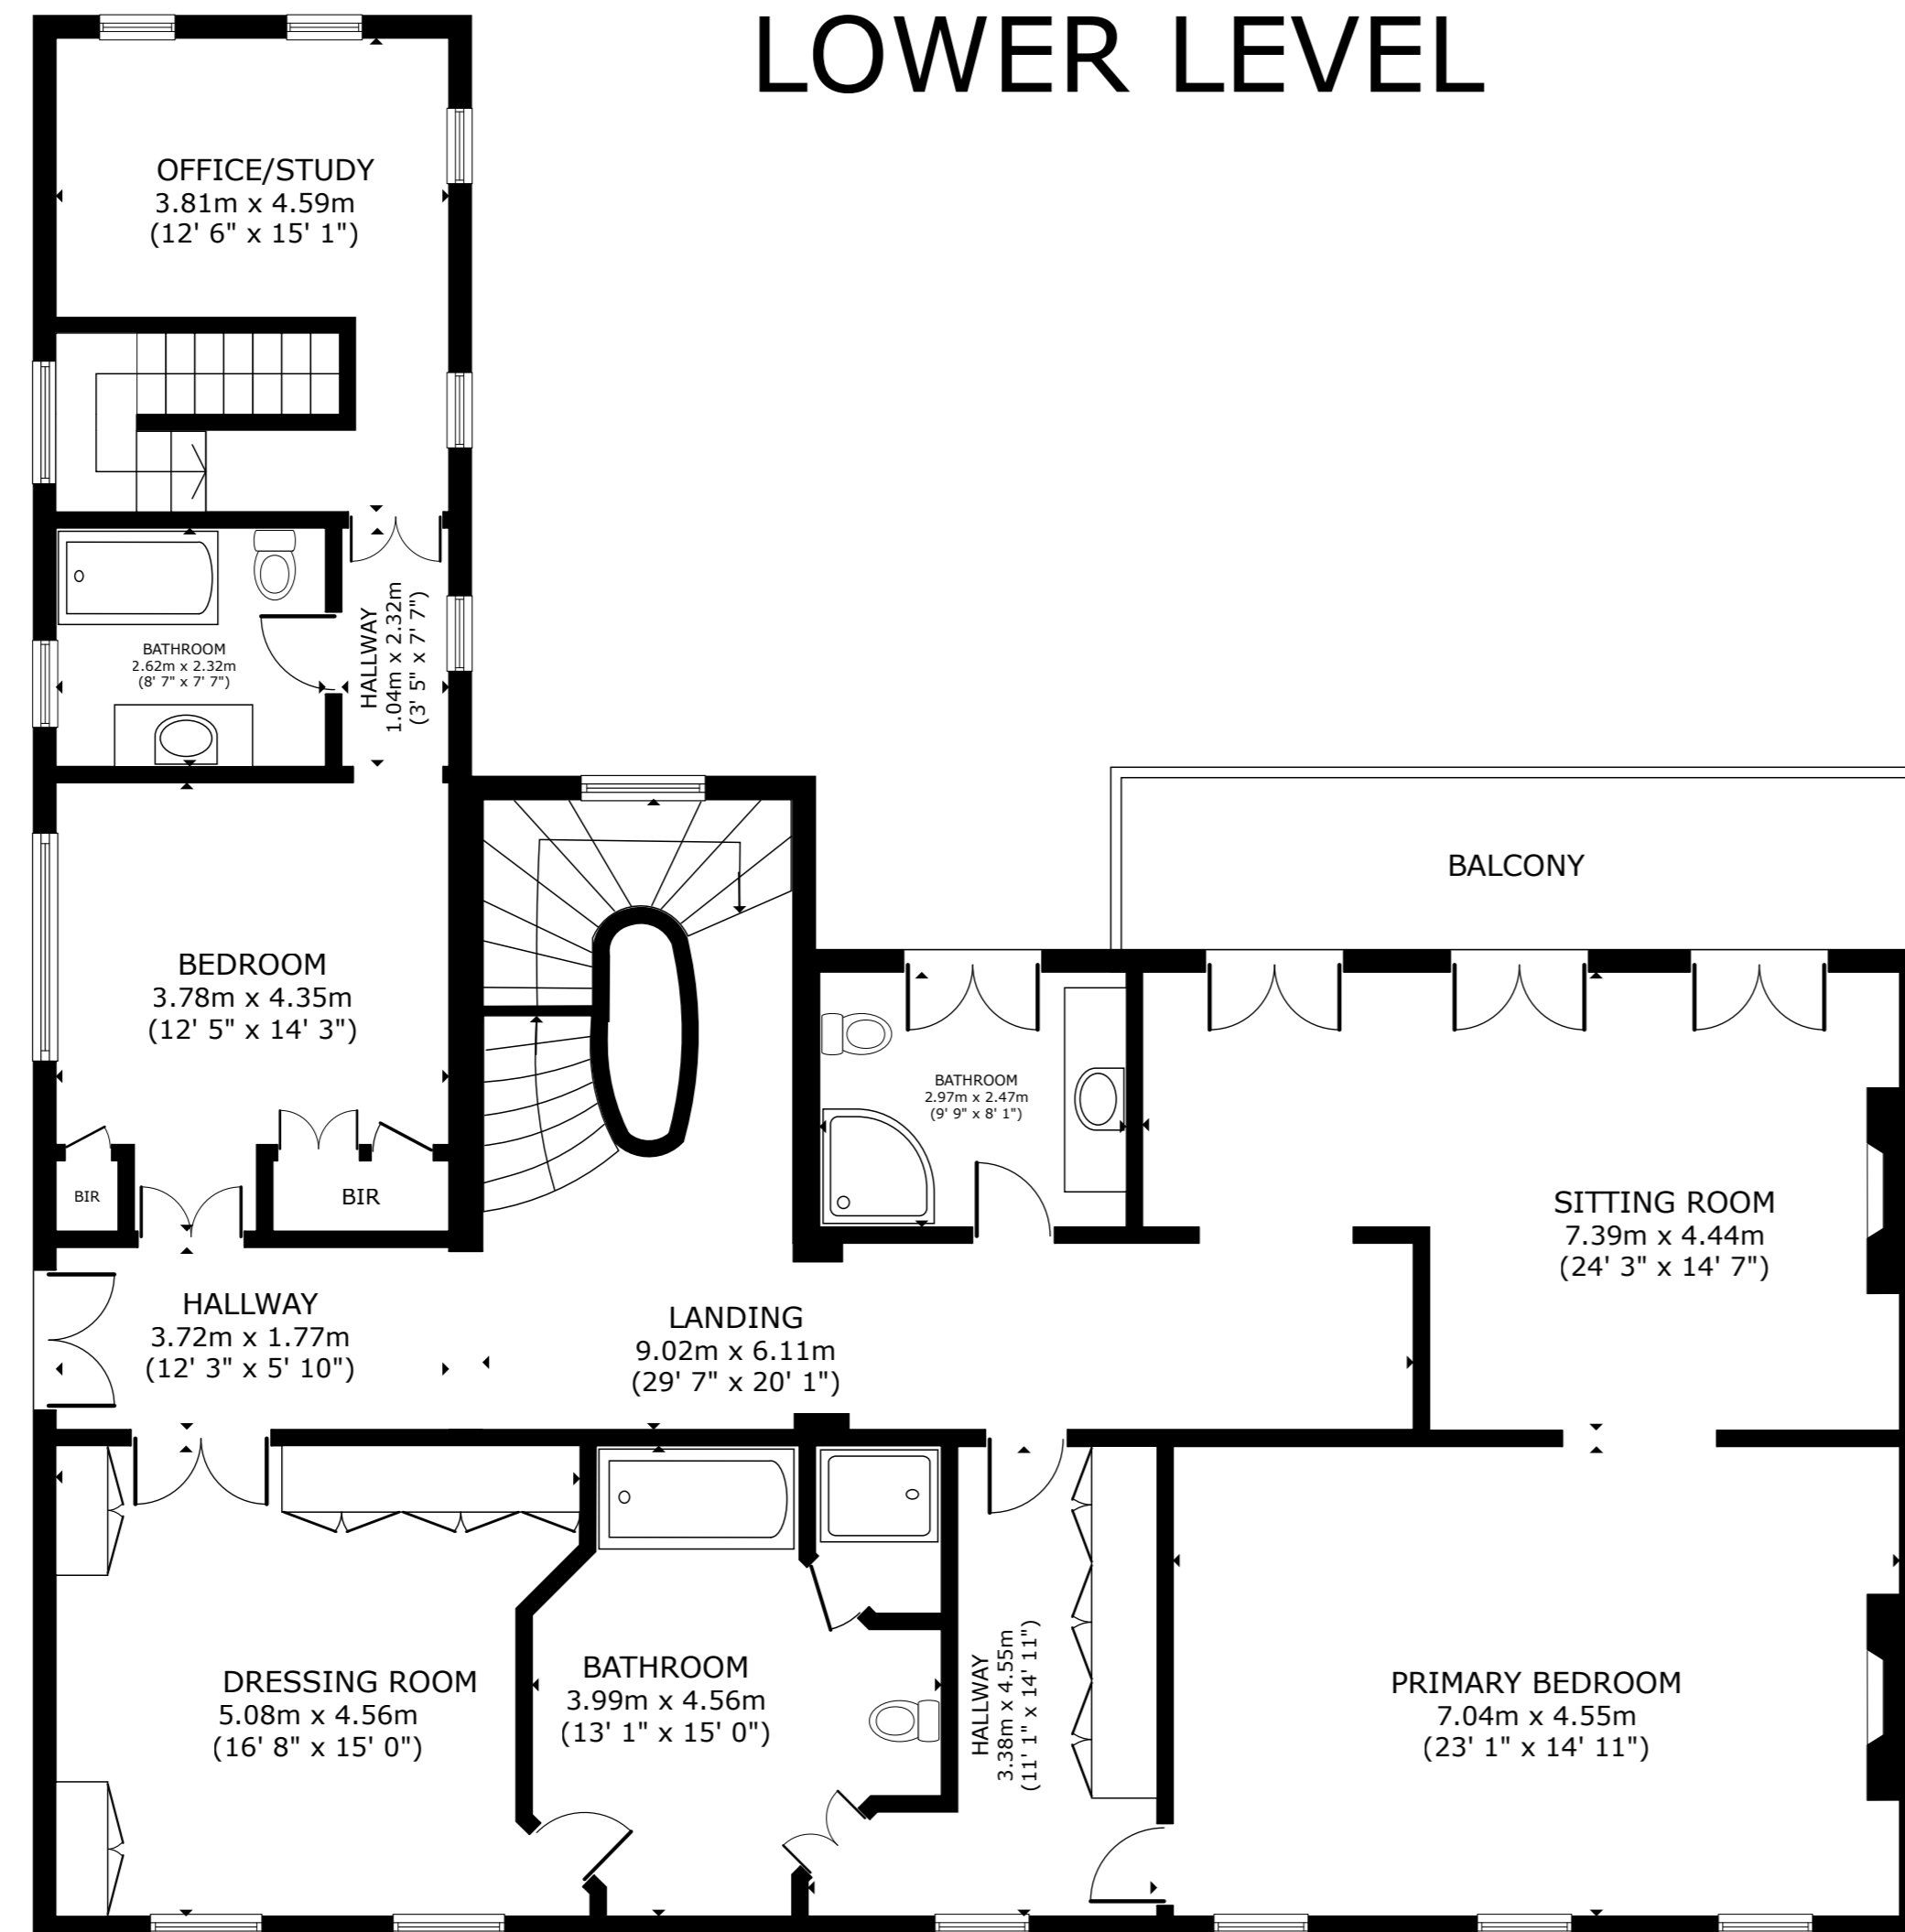 LOWER LEVEL
OFFICE/STUDY
3.81m x 4.59m
(12' 6" x 15' 1")
BATHROOM
2.62m x 2.32m
(8' 7" x 7' 7")
HALLWAY
1.04m x 2.32m
(3' 5" x 7' 7")
BALCONY
BEDROOM
3.78m x 4.35m
(12' 5" x 14' 3")
BATHROOM
2.97m x 2.47m
(9' 9" x 8' 1")
BIR
BIR
SITTING ROOM
7.39m x 4.44m
(24' 3" x 14' 7")
HALLWAY
3.72m x 1.77m
(12' 3" x 5' 10")
LANDING
9.02m x 6.11m
(29' 7" x 20' 1")
DRESSING ROOM
5.08m x 4.56m
(16' 8" x 15' 0")
BATHROOM
3.99m x 4.56m
(13' 1" x 15' 0")
HALLWAY
3.38m x 4.55m
(11' 1" x 14' 11")
PRIMARY BEDROOM
7.04m x 4.55m
(23' 1" x 14' 11")